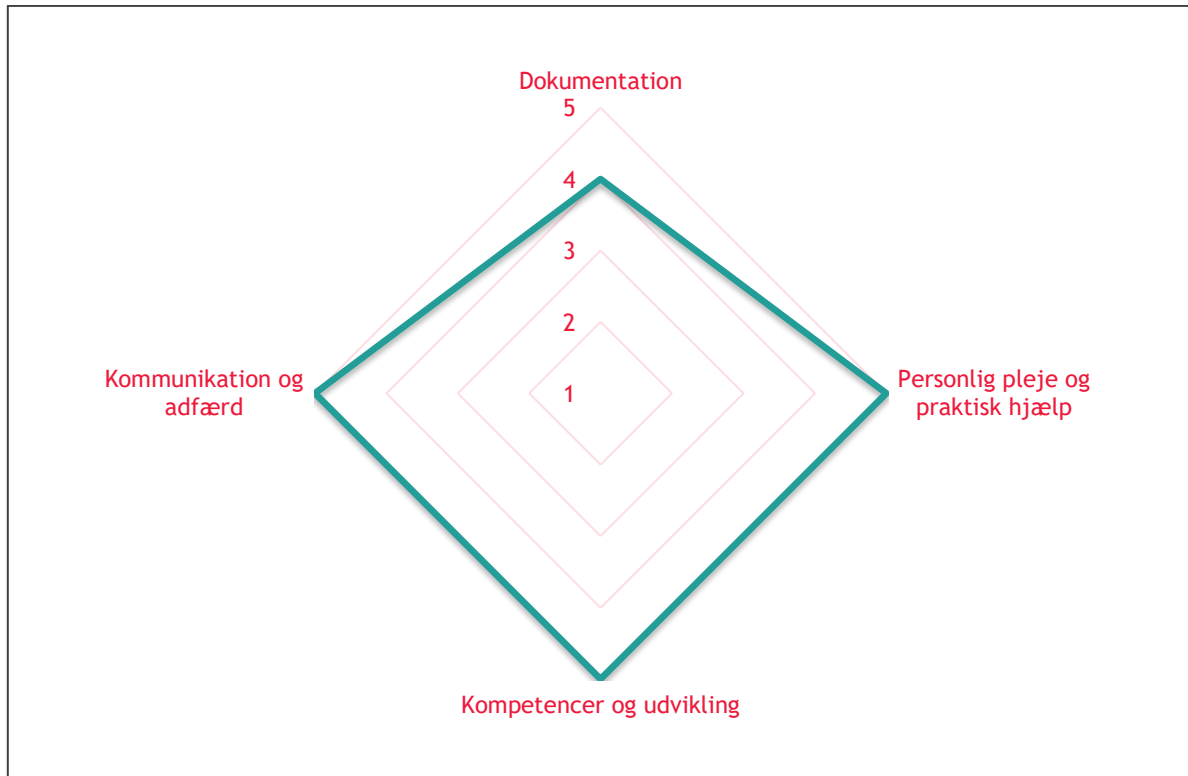 Dokumentation
5
4
3
2
1
Kommunikation og
adfærd
Personlig pleje og
praktisk hjælp
Kompetencer og udvikling